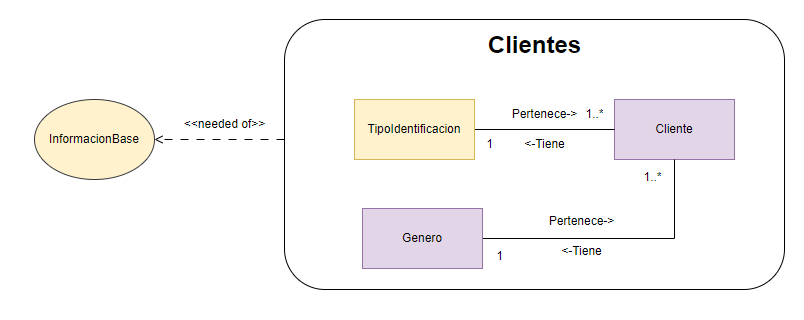 Clientes
<<needed of>>
InformacionBase
TipoIdentificacion
Pertenece-> 1..*
1 <-Tiene
Cliente
1..*
Genero
Pertenece->
1 <-Tiene